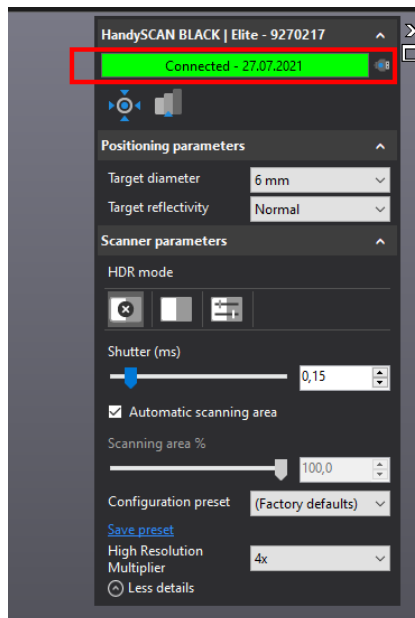 HandySCAN BLACK | Elite - 9270217
Connected - 27.07.2021
Positioning parameters
Target diameter 6 mm
Target reflectivity Normal
Scanner parameters
HDR mode
Shutter (ms)
0,15
Automatic scanning area
Scanning area %
100,0
Configuration preset (Factory defaults)
Save preset
High Resolution
Multiplier 4x
Less details